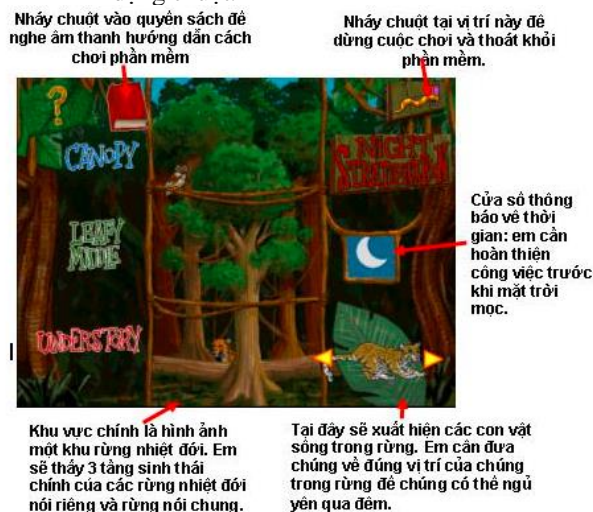 Nháy chuột vào quyển sách để
nghe âm thanh hướng dẫn cách
chơi phần mềm
Nháy chuột tại vị trí này để
dừng cuộc chơi và thoát khỏi
phần mềm.
?
CANOPY
NIGHT
LEAFY
MIDDLE
UNDERSTORY
Cửa sổ thông
báo về thời
gian: em cần
hoàn thiện
công việc trước
khi mặt trời
mọc.
Khu vực chính là hình ảnh
một khu rừng nhiệt đới. Em
sẽ thấy 3 tầng sinh thái
chính của các rừng nhiệt đới
nói riêng và rừng nói chung.
Tại đây sẽ xuất hiện các con vật
sống trong rừng. Em cần đưa
chúng về đúng vị trí của chúng
trong rừng để chúng có thể ngủ
yên qua đêm.